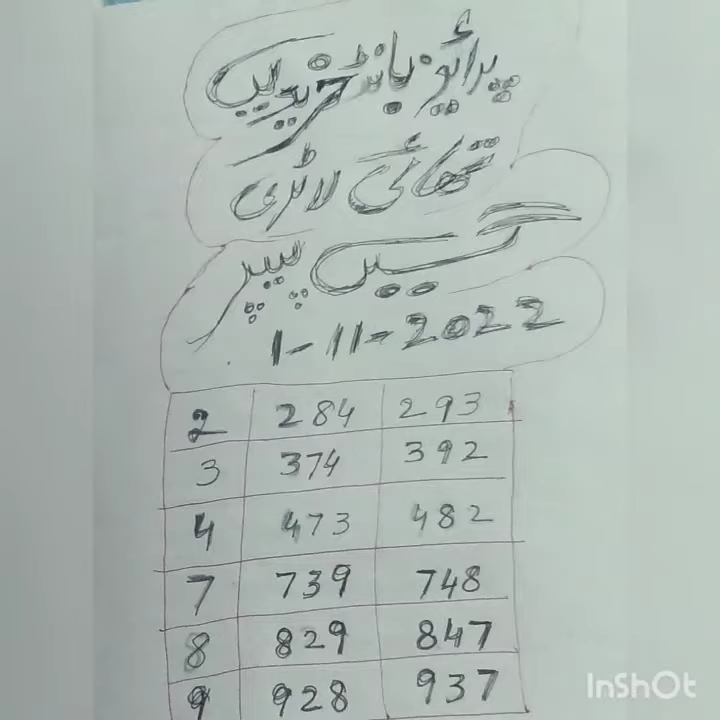 پرائیز بانڈ خریدیں
تھائی لاٹری
گیس پیپر
1-11-2022
2 284 293
3 374 392
4 473 482
7 739 748
8 829 847
9 928 937
InShOt